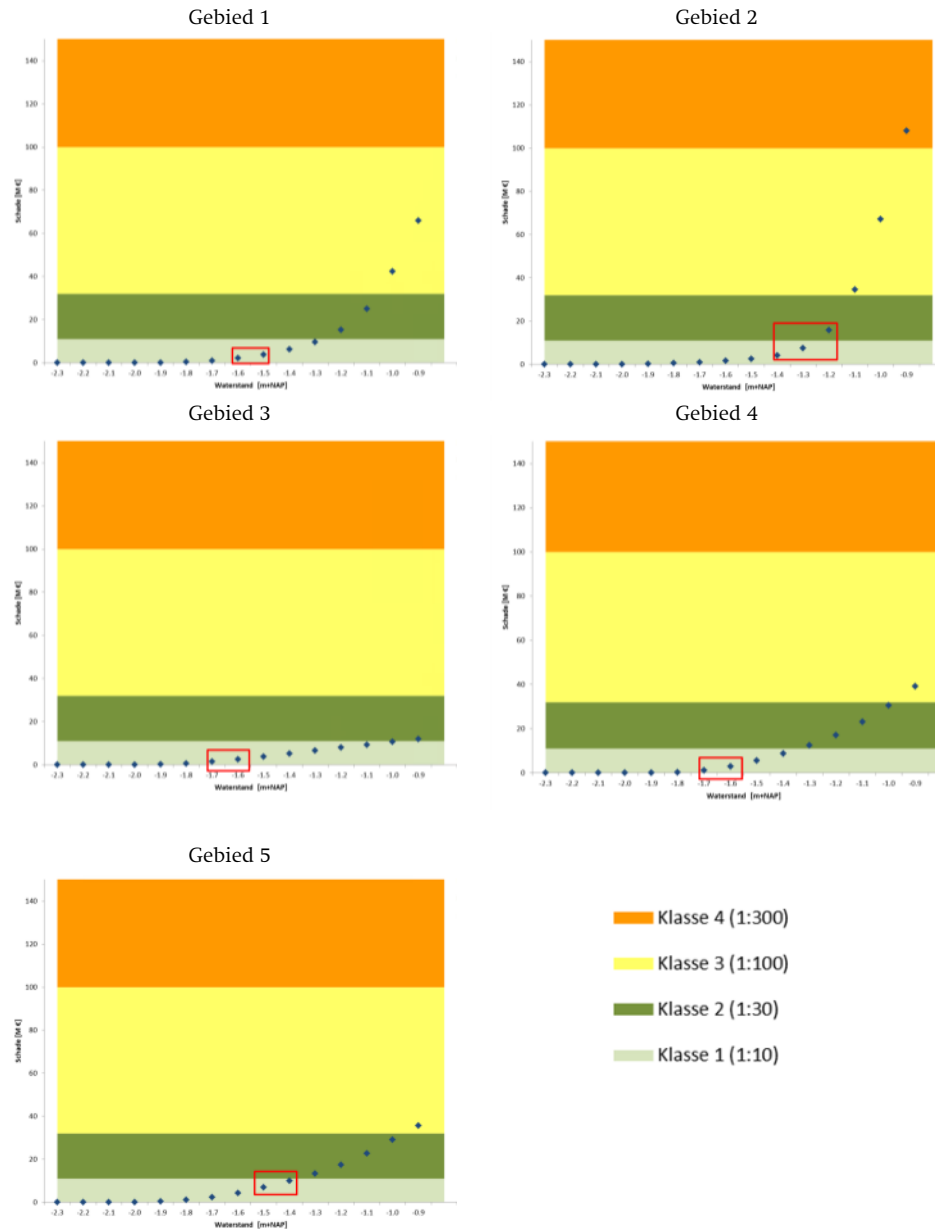 Gebied 1
140
120
100
80
60
40
20
0
Schade [M €]
-2.3 -2.2 -2.1 -2.0 -1.9 -1.8 -1.7 -1.6 -1.5 -1.4 -1.3 -1.2 -1.1 -1.0 -0.9
Waterstand [m+NAP]
Gebied 2
140
120
100
80
60
40
20
0
Schade [M €]
-2.3 -2.2 -2.1 -2.0 -1.9 -1.8 -1.7 -1.6 -1.5 -1.4 -1.3 -1.2 -1.1 -1.0 -0.9
Waterstand [m+NAP]
Gebied 3
140
120
100
80
60
40
20
0
Schade [M €]
-2.3 -2.2 -2.1 -2.0 -1.9 -1.8 -1.7 -1.6 -1.5 -1.4 -1.3 -1.2 -1.1 -1.0 -0.9
Waterstand [m+NAP]
Gebied 4
140
120
100
80
60
40
20
0
Schade [M €]
-2.3 -2.2 -2.1 -2.0 -1.9 -1.8 -1.7 -1.6 -1.5 -1.4 -1.3 -1.2 -1.1 -1.0 -0.9
Waterstand [m+NAP]
Gebied 5
140
120
100
80
60
40
20
0
Schade [M €]
-2.3 -2.2 -2.1 -2.0 -1.9 -1.8 -1.7 -1.6 -1.5 -1.4 -1.3 -1.2 -1.1 -1.0 -0.9
Waterstand [m+NAP]
Klasse 4 (1:300)
Klasse 3 (1:100)
Klasse 2 (1:30)
Klasse 1 (1:10)